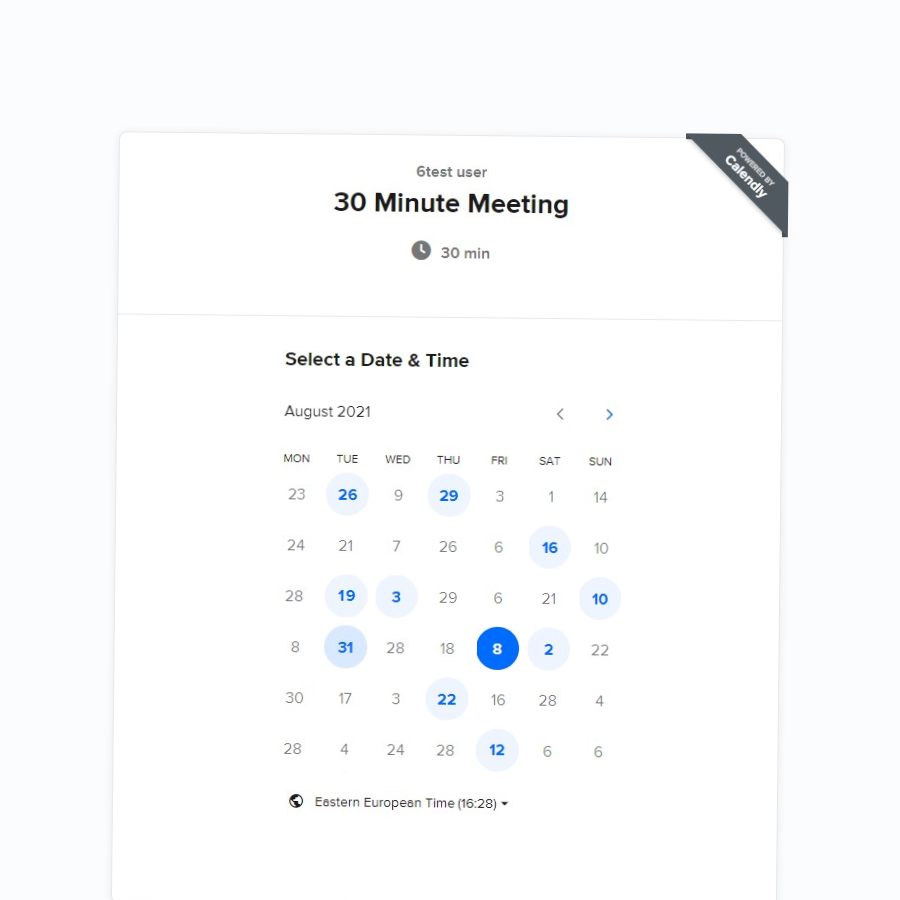 POWERED BY
Calendly
6test user
30 Minute Meeting
30 min
Select a Date & Time
August 2021
MON TUE WED THU FRI SAT SUN
23 26 9 29 3 1 14
24 21 7 26 6 16 10
28 19 3 29 6 21 10
8 31 28 18 8 2 22
30 17 3 22 16 28 4
28 4 24 28 12 6 6
Eastern European Time (16:28)